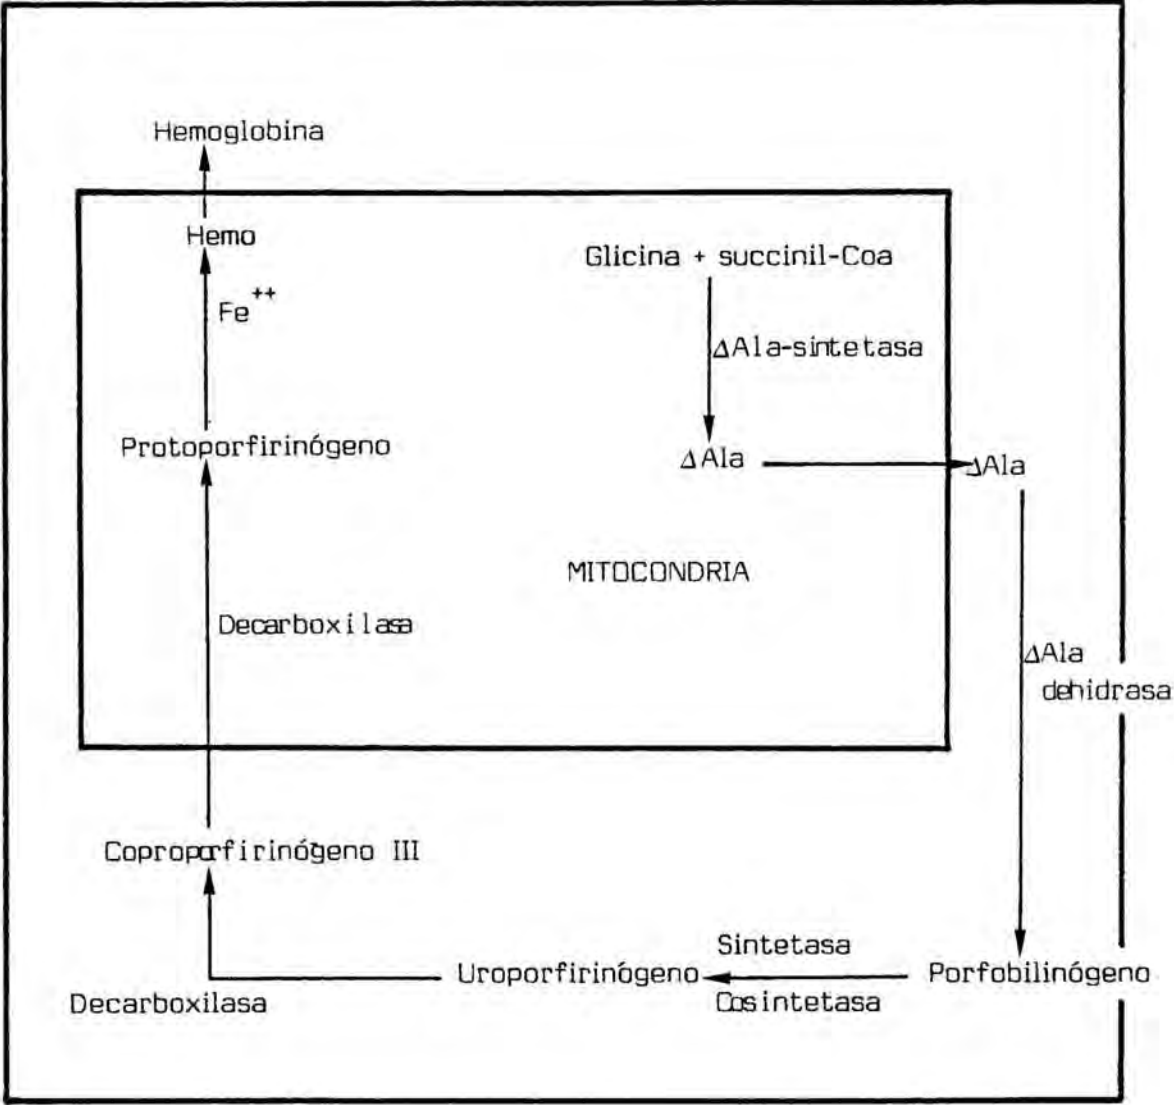 Hemoglobina
Hemo
Glicina + succinil-Coa
Fe++
ΔAla-sintetasa
Protoporfirinógeno
ΔAla
ΔAla
MITOCONDRIA
Decarboxilasa
ΔAla
dehidrasa
Coproporfirinógeno III
Sintetasa
Uroporfirinógeno
Porfobilinógeno
Decarboxilasa
Cosintetasa